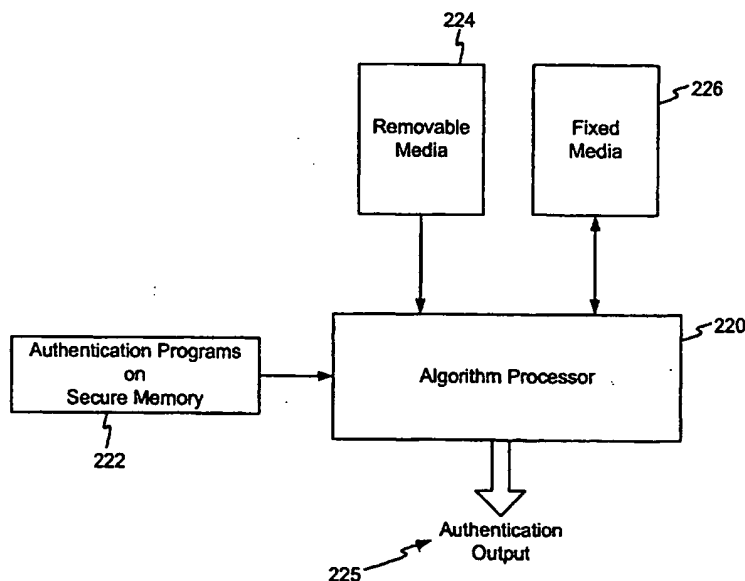 224
Removable
Media
226
Fixed
Media
220
Authentication Programs
on
Secure Memory
Algorithm Processor
222
Authentication
Output
225